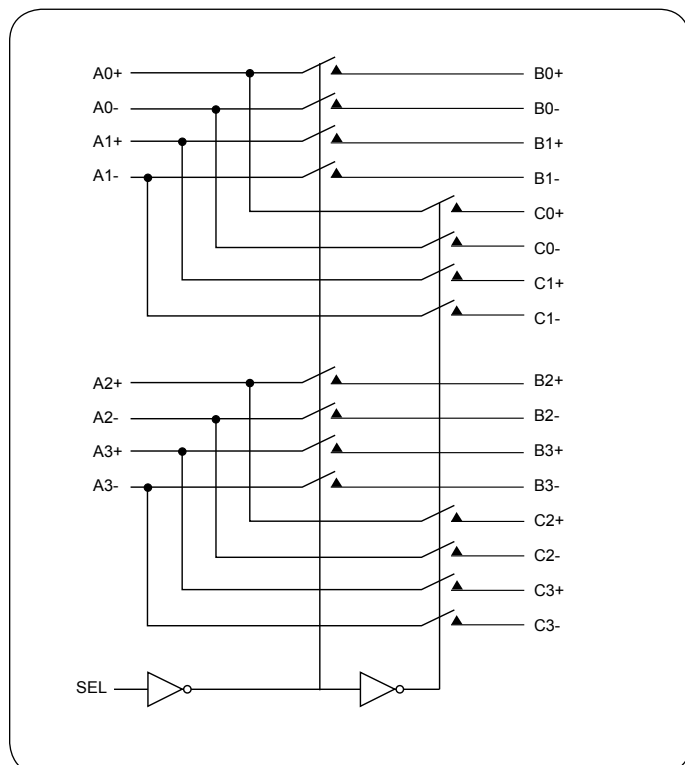 A0+ B0+
A0- B0-
A1+ B1+
A1- B1-
C0+
C0-
C1+
C1-
A2+ B2+
A2- B2-
A3+ B3+
A3- B3-
C2+
C2-
C3+
C3-
SEL